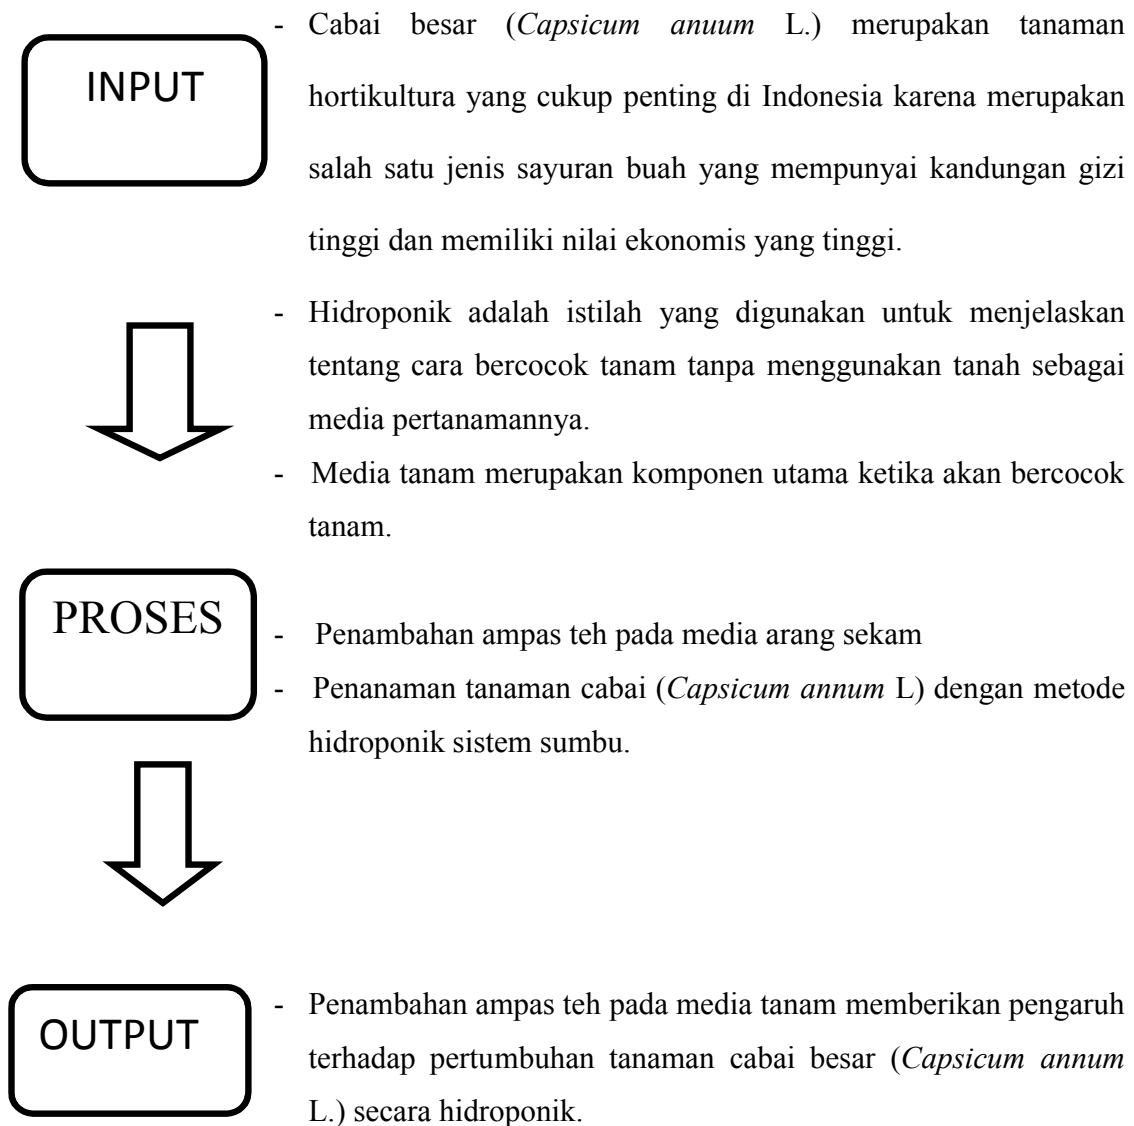 INPUT
- Cabai besar (Capsicum anuum L.) merupakan tanaman
hortikultura yang cukup penting di Indonesia karena merupakan
salah satu jenis sayuran buah yang mempunyai kandungan gizi
tinggi dan memiliki nilai ekonomis yang tinggi.
- Hidroponik adalah istilah yang digunakan untuk menjelaskan
tentang cara bercocok tanam tanpa menggunakan tanah sebagai
media pertanamannya.
- Media tanam merupakan komponen utama ketika akan bercocok
tanam.
PROSES
- Penambahan ampas teh pada media arang sekam
- Penanaman tanaman cabai (Capsicum annum L) dengan metode
hidroponik sistem sumbu.
OUTPUT
- Penambahan ampas teh pada media tanam memberikan pengaruh
terhadap pertumbuhan tanaman cabai besar (Capsicum annum
L.) secara hidroponik.